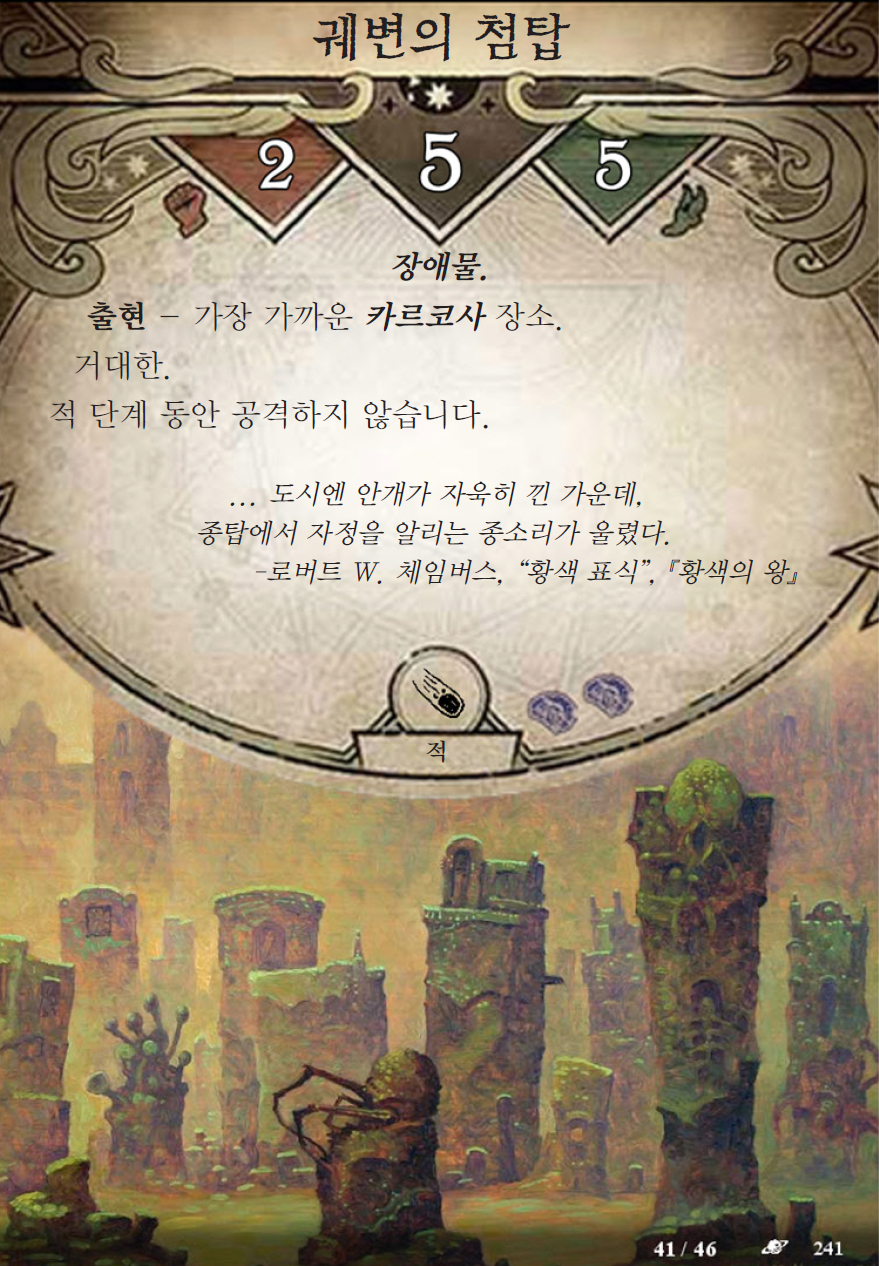 궤변의 첨탑
2 5 5
장애물.
출현 – 가장 가까운 카르코사 장소.
거대한.
적 단계 동안 공격하지 않습니다.
… 도시엔 안개가 자욱히 낀 가운데,
종탑에서 자정을 알리는 종소리가 울렸다.
-로버트 W. 체임버스, “황색 표식”, 『황색의 왕』
적
41 / 46 241